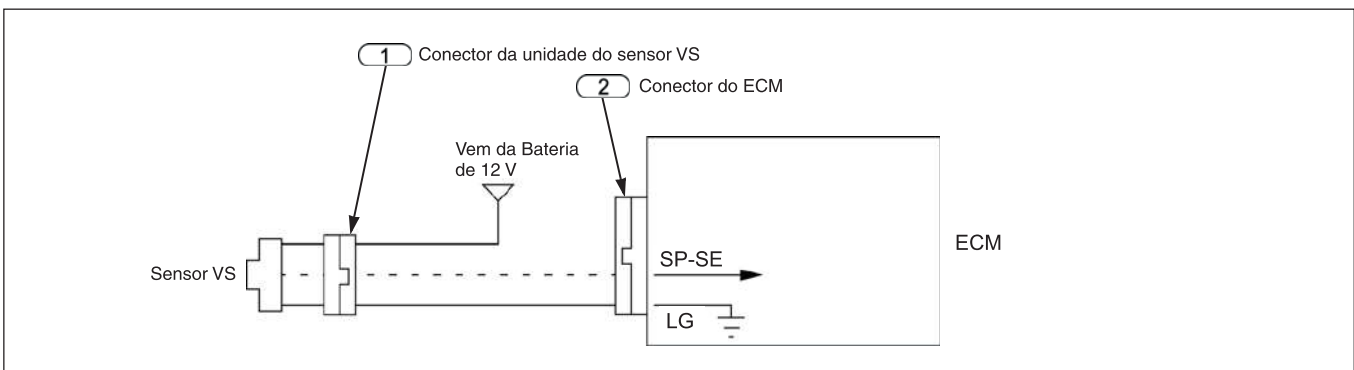 1 Conector da unidade do sensor VS
2 Conector do ECM
Vem da Bateria
de 12 V
Sensor VS
SP-SE
LG
ECM